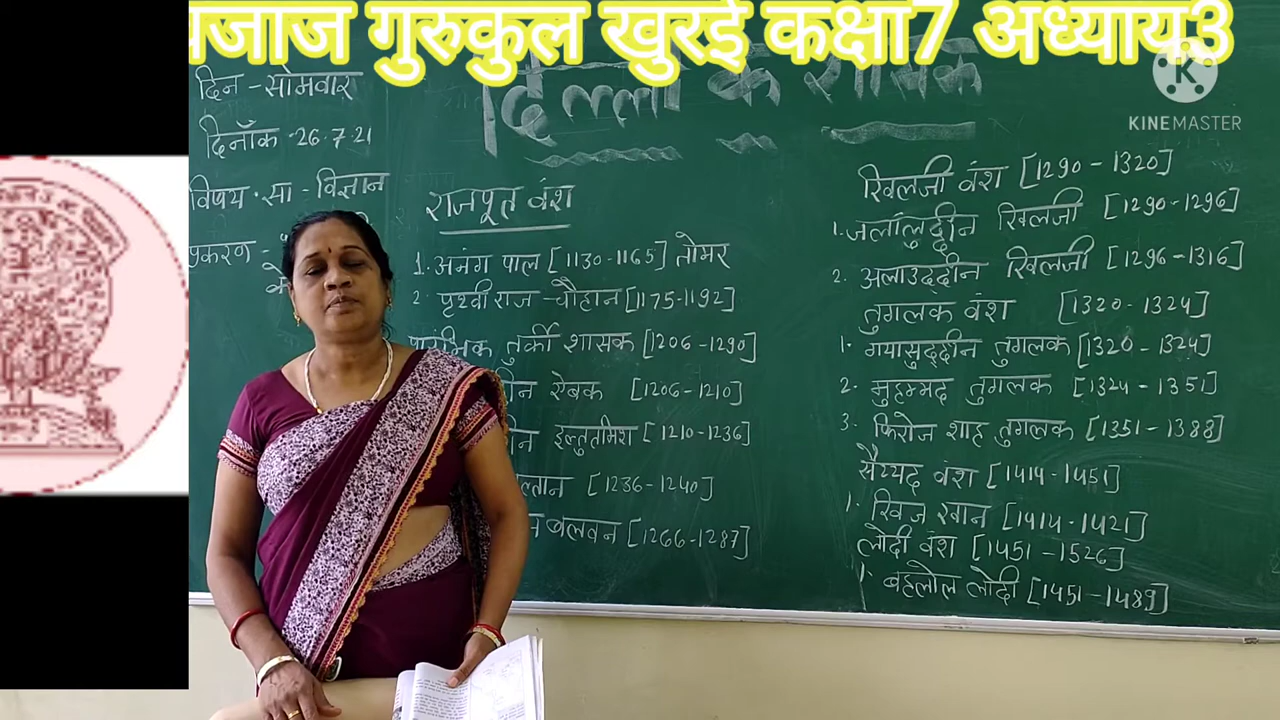 जाज गुरुकुल खुरई कक्षा7 अध्याय3
KINEMASTER
दिल्ली के शासक
दिन - सोमवार
दिनाँक -26.7.21
विषय . सा - विज्ञान
प्रकरण -
राजपूत वंश
1. अनंग पाल [1130-1165] तोमर
2. पृथ्वीराज - चौहान [1175-1192]
प्रारंभिक तुर्की शासक [1206-1290]
ऐबक [1206-1210]
इल्तुतमिश [1210-1236]
[1236-1240]
बलवन [1266-1287]
खिलजी वंश [1290-1320]
1. जलालुद्दीन खिलजी [1290-1296]
2. अलाउद्दीन खिलजी [1296-1316]
तुगलक वंश [1320-1324]
1. गयासुद्दीन तुगलक [1320-1324]
2. मुहम्मद तुगलक [1324-1351]
3. फिरोज शाह तुगलक [1351-1388]
सैय्यद वंश [1414-1451]
1. खिज्र खान [1414-1421]
लोदी वंश [1451-1526]
1. बहलोल लोदी [1451-1489]